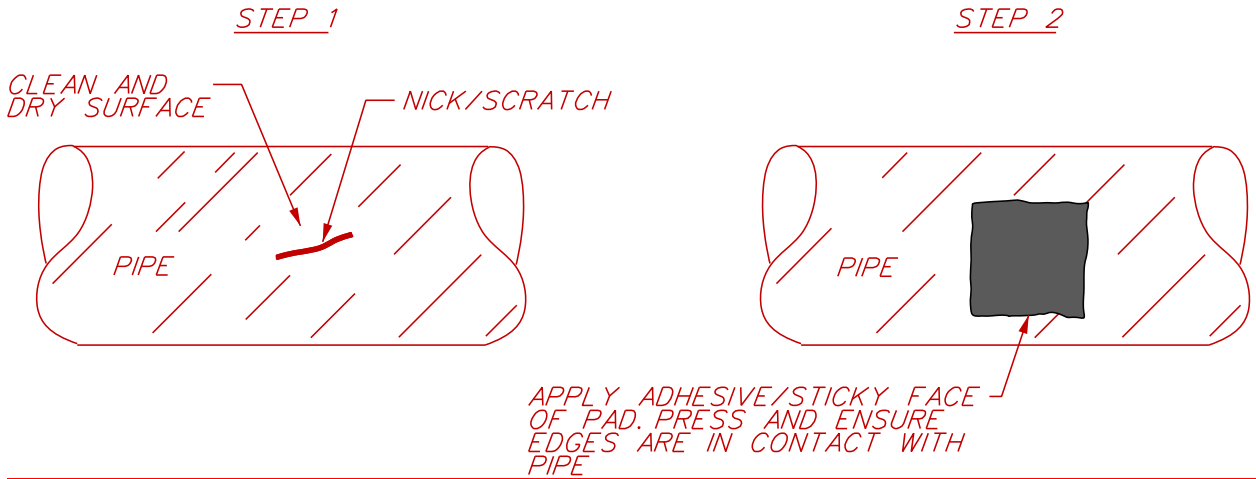 STEP 1
CLEAN AND
DRY SURFACE
NICK/SCRATCH
PIPE
STEP 2
PIPE
APPLY ADHESIVE/STICKY FACE
OF PAD. PRESS AND ENSURE
EDGES ARE IN CONTACT WITH
PIPE